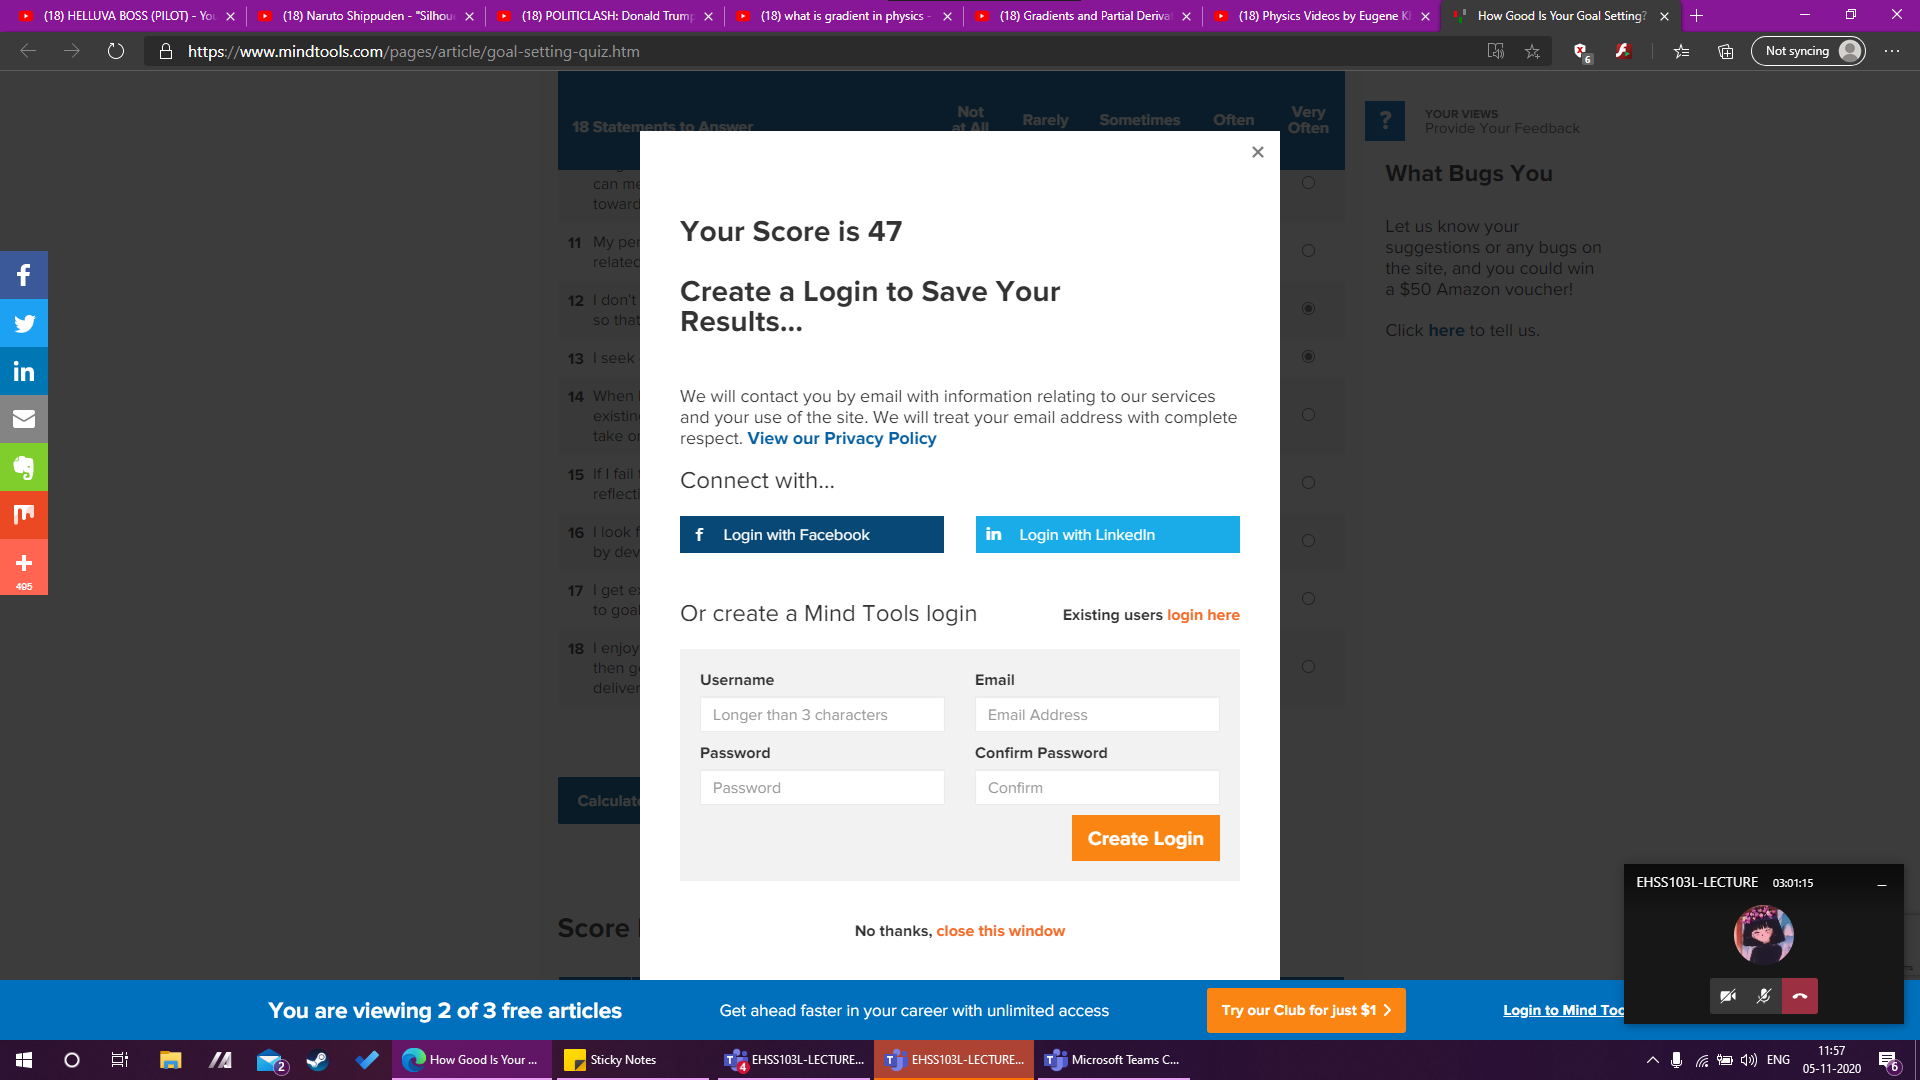 (18) HELLUVA BOSS (PILOT) - You
(18) Naruto Shippuden - "Silhou
(18) POLITICLASH: Donald Trump
(18) what is gradient in physics -
(18) Gradients and Partial Deriva
(18) Physics Videos by Eugene K
How Good Is Your Goal Setting?
https://www.mindtools.com/pages/article/goal-setting-quiz.htm
6
Not syncing
18 Statements to Answer
Not
at All
Rarely
Sometimes
Often
Very
Often
can me
toward
11 My per
related
12 I don't
so that
13 I seek
14 When
existin
take o
15 If I fail
reflecti
16 I look f
by dev
17 I get e
to goal
18 I enjoy
then g
deliver
Calculat
Score
495
?
YOUR VIEWS
Provide Your Feedback
What Bugs You
Let us know your
suggestions or any bugs on
the site, and you could win
a $50 Amazon voucher!
Click here to tell us.
Your Score is 47
Create a Login to Save Your
Results...
We will contact you by email with information relating to our services
and your use of the site. We will treat your email address with complete
respect. View our Privacy Policy
Connect with...
f Login with Facebook
in Login with LinkedIn
Or create a Mind Tools login
Existing users login here
Username
Email
Longer than 3 characters
Email Address
Password
Confirm Password
Password
Confirm
Create Login
No thanks, close this window
EHSS103L-LECTURE 03:01:15
You are viewing 2 of 3 free articles
Get ahead faster in your career with unlimited access
Try our Club for just $1
Login to Mind Too
2
How Good Is Your ...
Sticky Notes
4
EHSS103L-LECTURE...
EHSS103L-LECTURE...
Microsoft Teams C...
ENG
11:57
05-11-2020
6